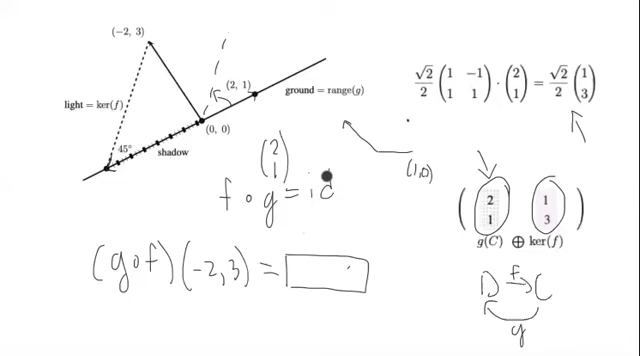 (-2, 3)
(2, 1)
light = ker(f)
ground = range(g)
(0, 0)
45°
shadow
√2/2 (1 -1 1 1) · (2 1) = √2/2 (1 3)
(2 1)
(1,0)
f ∘ g = id
( 2 1
1 3 )
g(C) ⊕ ker(f)
(g∘f)(-2,3) =
D f→ C
g